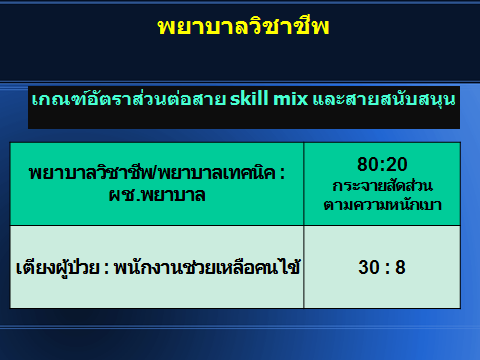 พยาบาลวิชาชีพ
เกณฑ์อัตราส่วนต่อสาย skill mix และสายสนับสนุน
พยาบาลวิชาชีพ/พยาบาลเทคนิค :
ผช.พยาบาล
80:20
กระจายสัดส่วน
ตามความหนักเบา
เตียงผู้ป่วย : พนักงานช่วยเหลือคนไข้
30 : 8